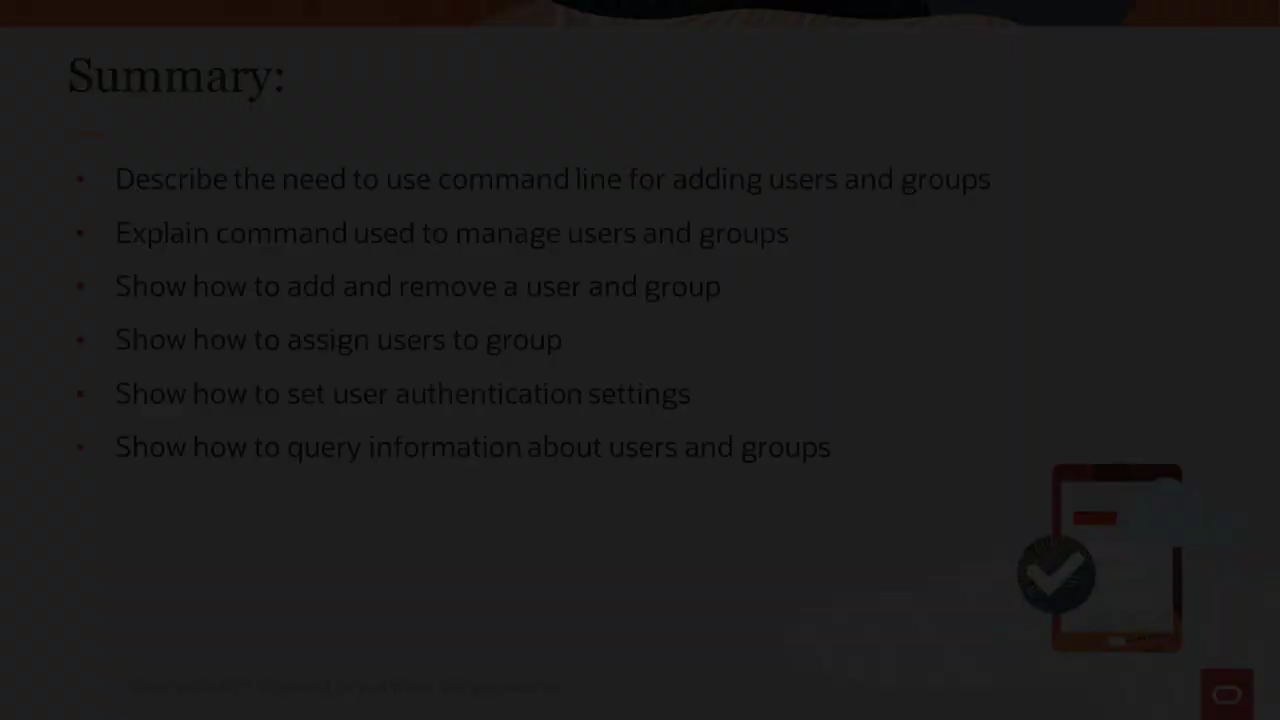 Summary:
• Describe the need to use command line for adding users and groups
• Explain command used to manage users and groups
• Show how to add and remove a user and group
• Show how to assign users to group
• Show how to set user authentication settings
• Show how to query information about users and groups